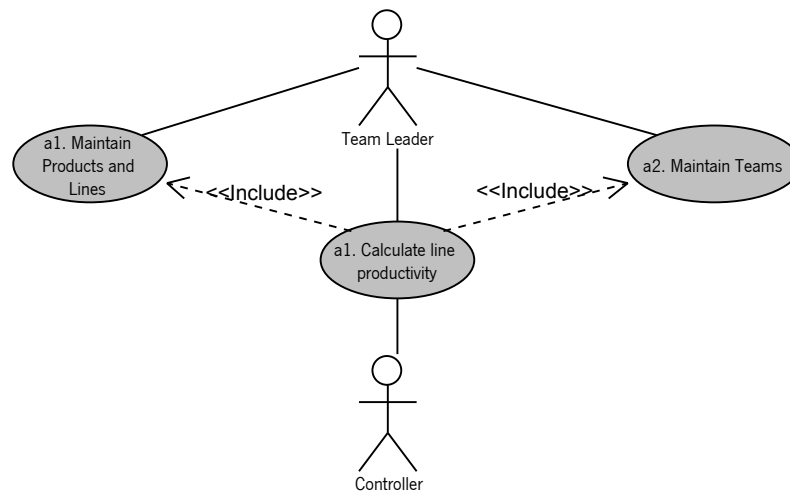 Team Leader
a1. Maintain
Products and
Lines
<<Include>>
<<Include>>
a2. Maintain Teams
a1. Calculate line
productivity
Controller